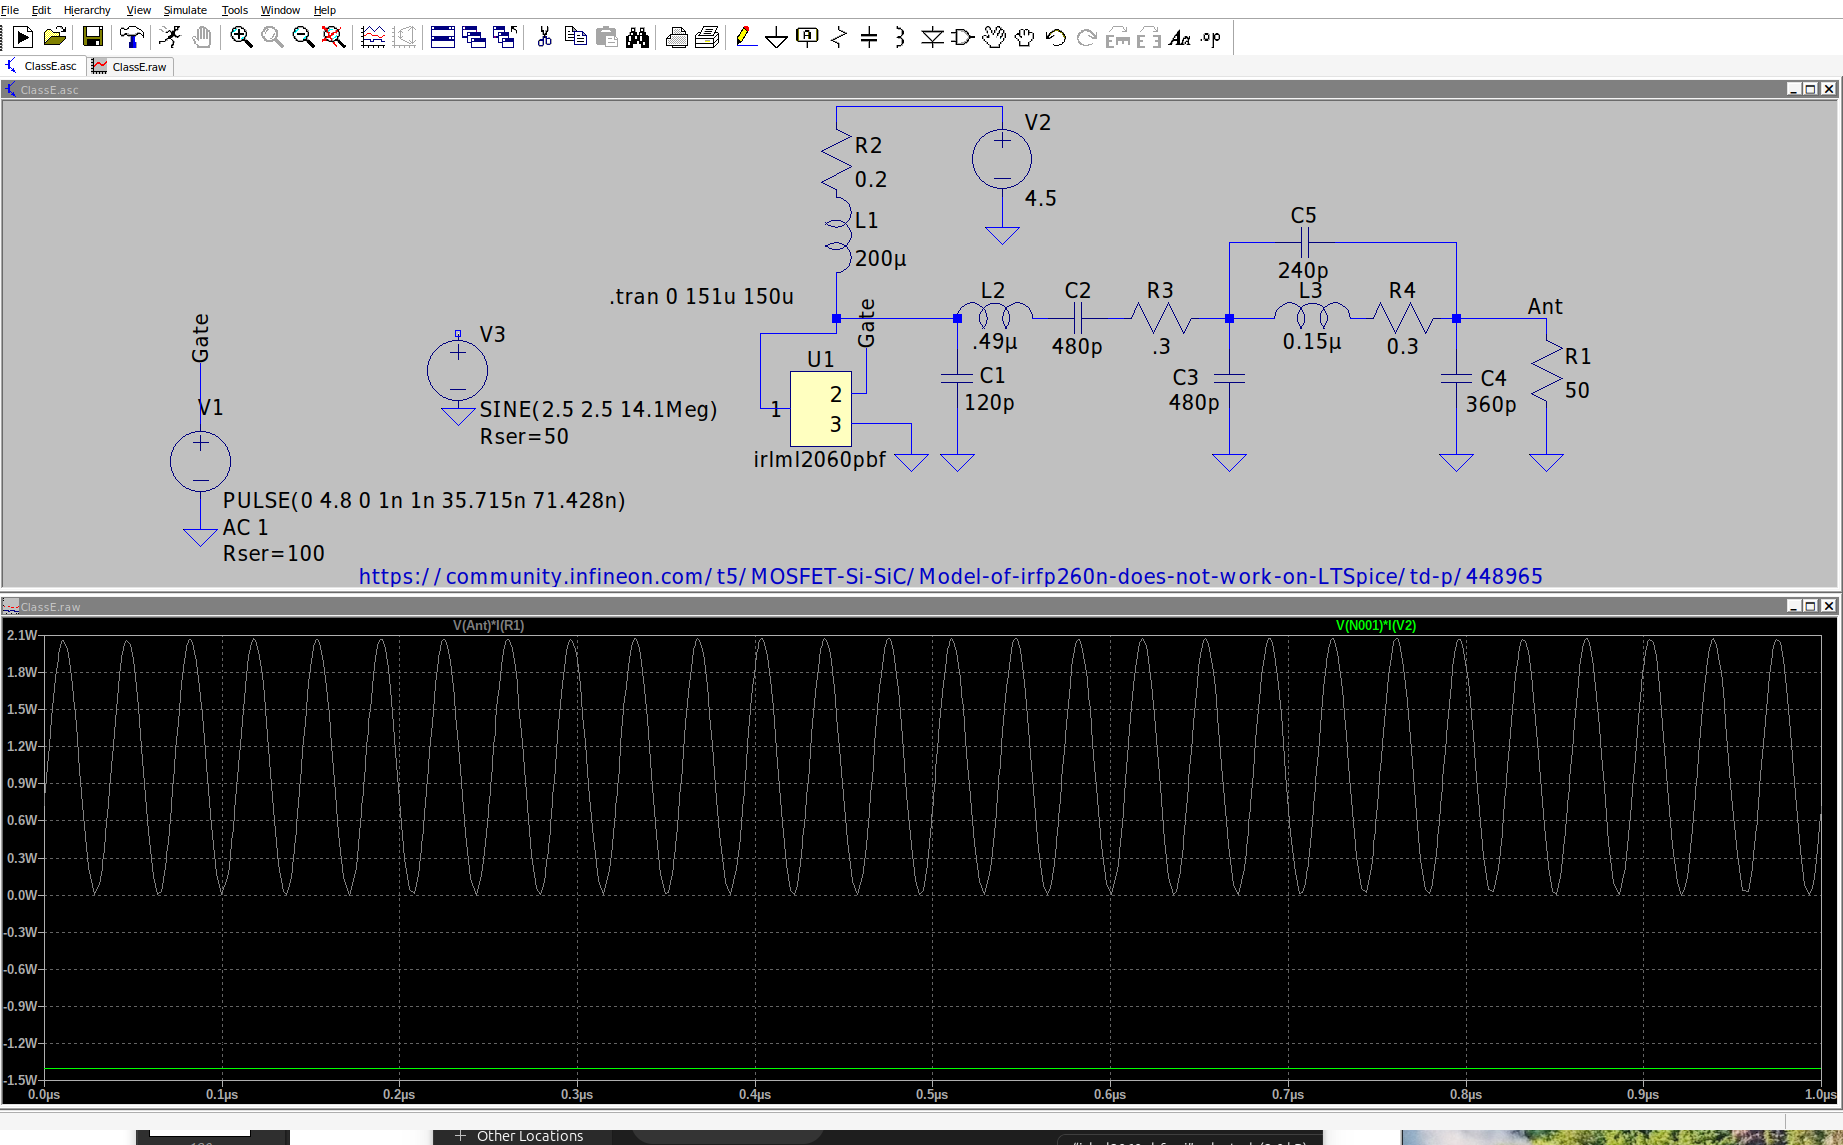 File Edit Hierarchy View Simulate Tools Window Help
ClassE.asc ClassE.raw
ClassE.asc
V2
R2
0.2
4.5
L1
200µ
C5
240p
.tran 0 151u 150u
Gate
L2 C2 R3 L3 R4 Ant
.49µ 480p .3 0.15µ 0.3
Gate
V3
SINE(2.5 2.5 14.1Meg)
Rser=50
U1
1 2
3
irlml2060pbf
C1
120p
C3
480p
C4
360p
R1
50
V1
PULSE(0 4.8 0 1n 1n 35.715n 71.428n)
AC 1
Rser=100
https://community.infineon.com/t5/MOSFET-Si-SiC/Model-of-irfp260n-does-not-work-on-LTSpice/td-p/448965
ClassE.raw
V(Ant)*I(R1) V(N001)*I(V2)
2.1W
1.8W
1.5W
1.2W
0.9W
0.6W
0.3W
0.0W
-0.3W
-0.6W
-0.9W
-1.2W
-1.5W
0.0µs 0.1µs 0.2µs 0.3µs 0.4µs 0.5µs 0.6µs 0.7µs 0.8µs 0.9µs 1.0µs
Other Locations